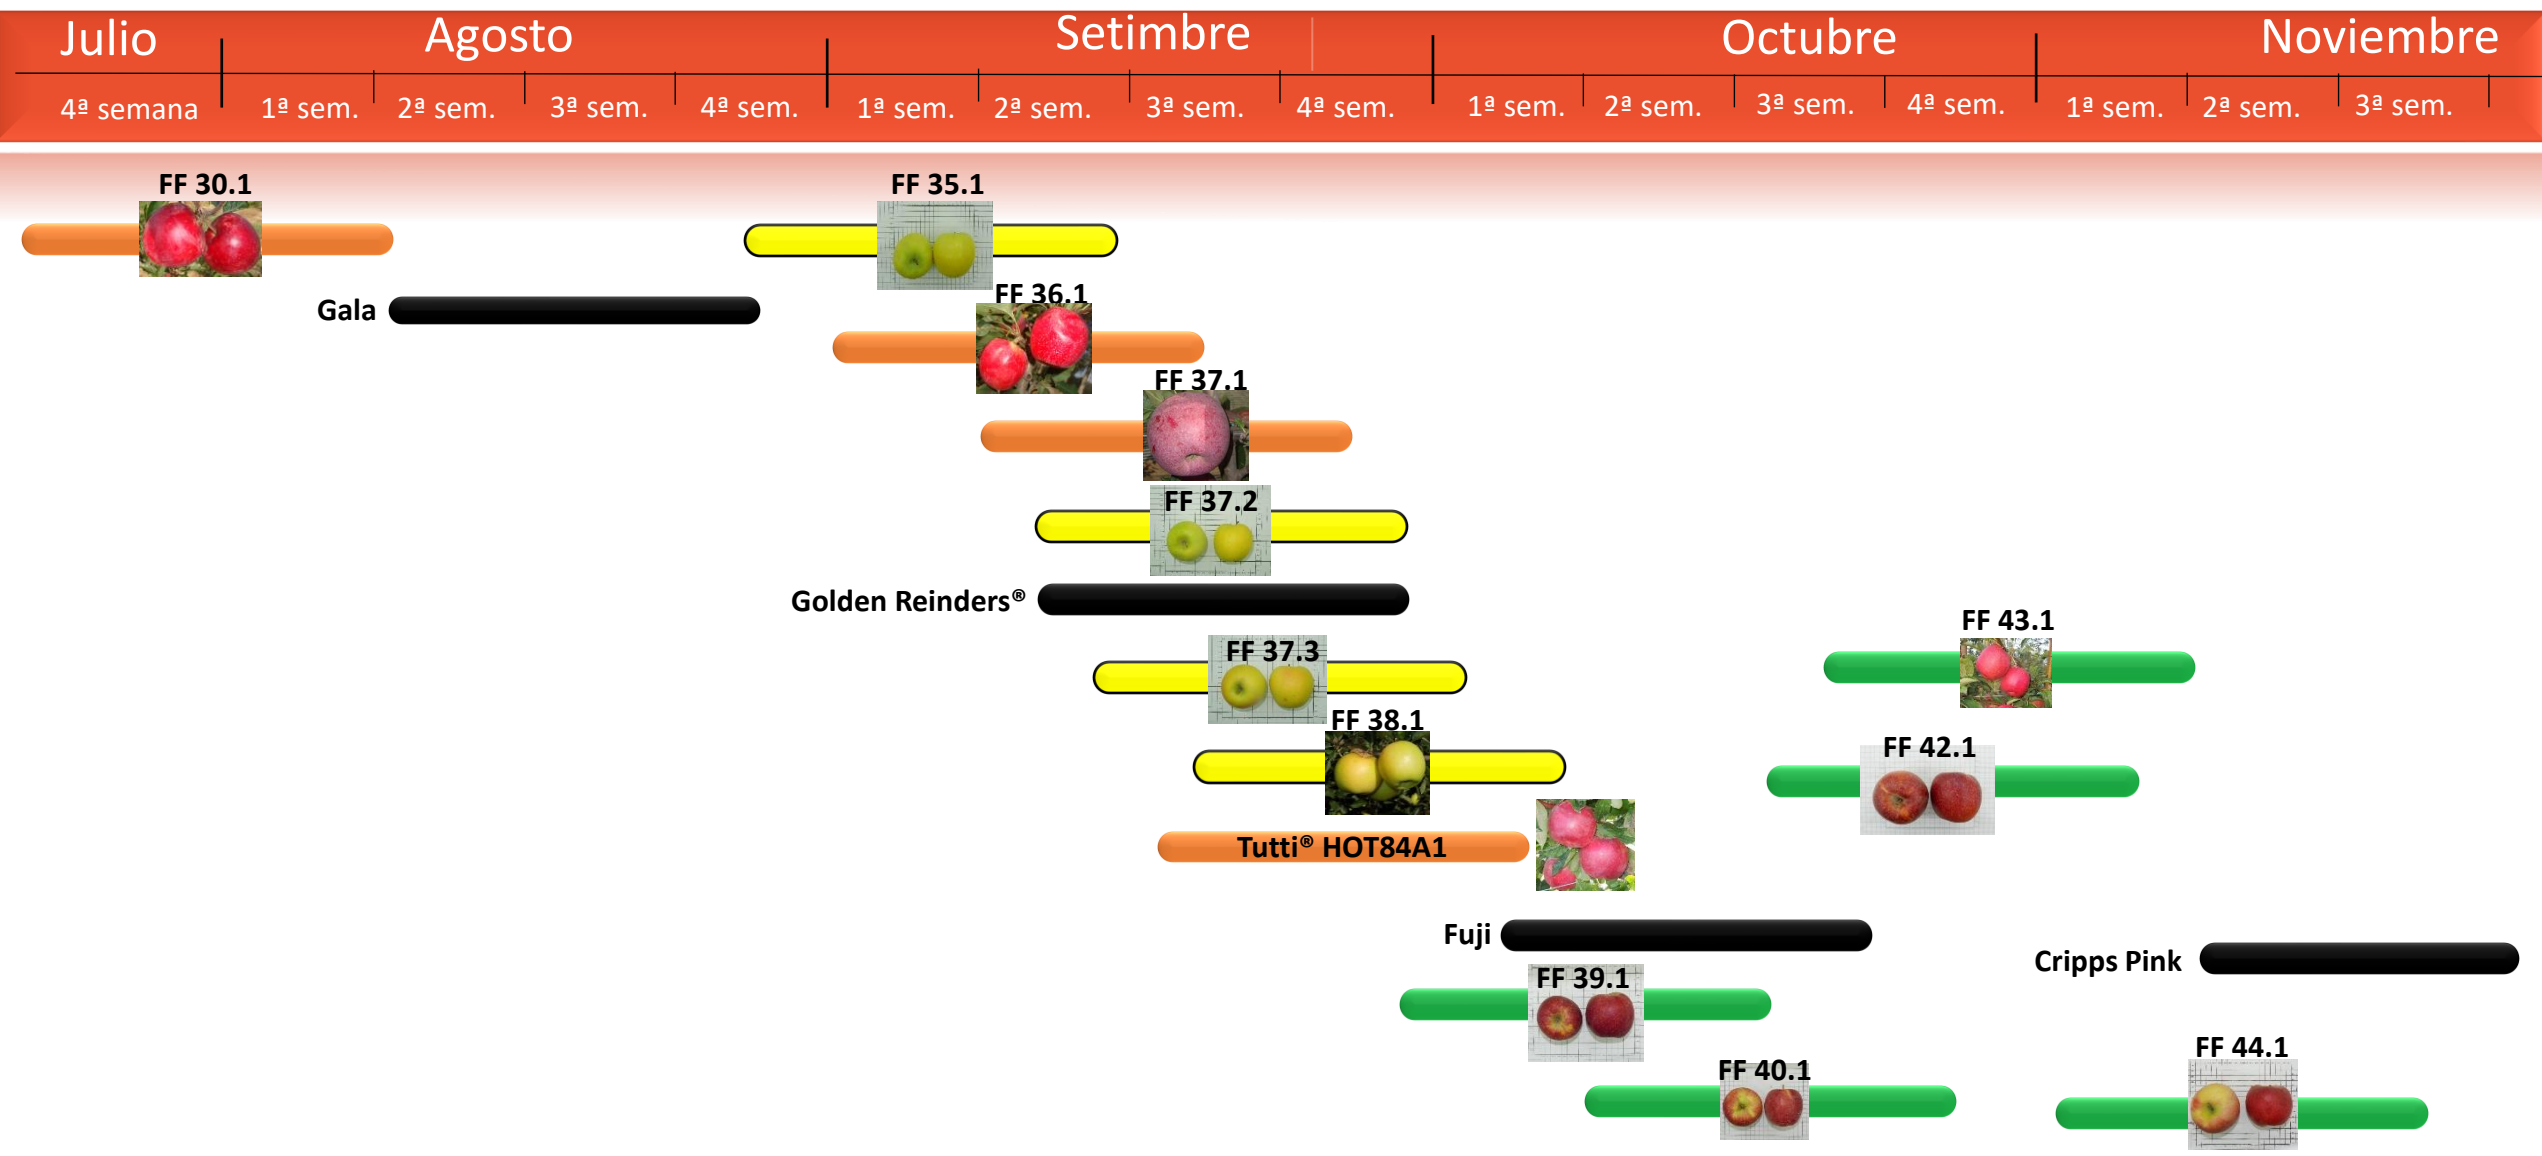 Julio Agosto Setimbre Octubre Noviembre
4ª semana 1ª sem. 2ª sem. 3ª sem. 4ª sem. 1ª sem. 2ª sem. 3ª sem. 4ª sem. 1ª sem. 2ª sem. 3ª sem. 4ª sem. 1ª sem. 2ª sem. 3ª sem.
FF 30.1
FF 35.1
Gala
FF 36.1
FF 37.1
FF 37.2
Golden Reinders®
FF 43.1
FF 37.3
FF 38.1
FF 42.1
Tutti® HOT84A1
Fuji
Cripps Pink
FF 39.1
FF 44.1
FF 40.1